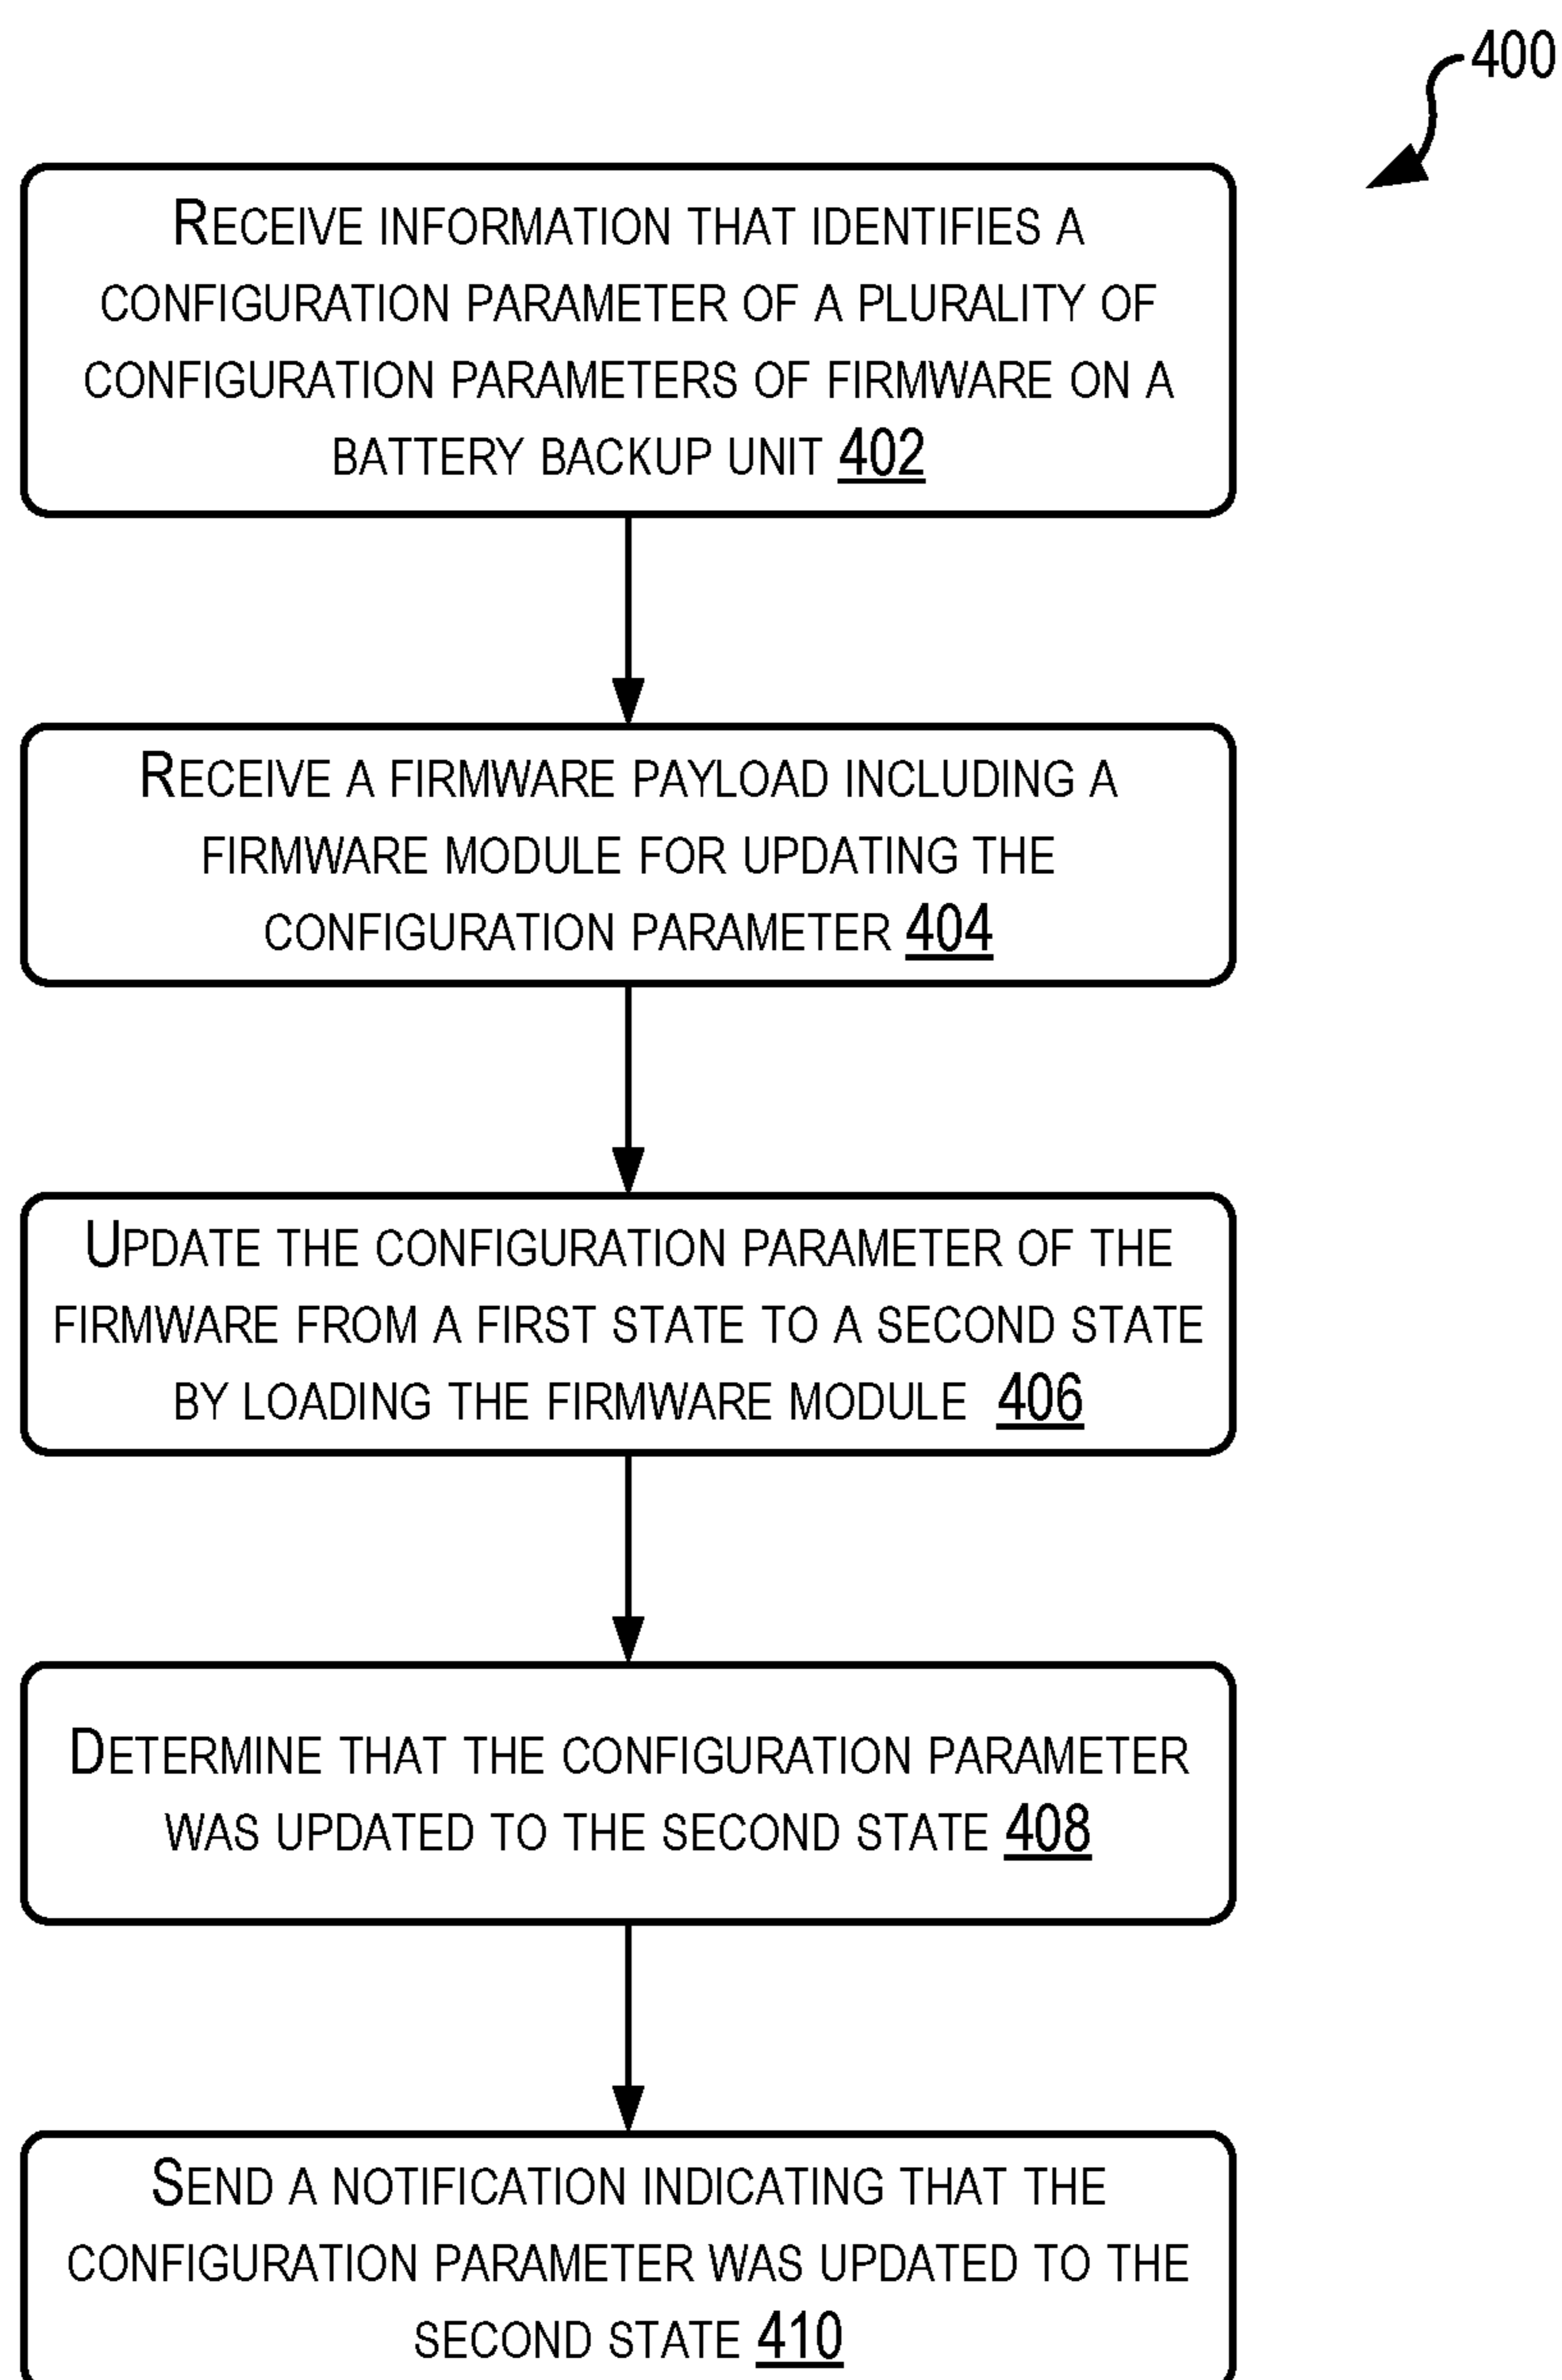 400
RECEIVE INFORMATION THAT IDENTIFIES A
CONFIGURATION PARAMETER OF A PLURALITY OF
CONFIGURATION PARAMETERS OF FIRMWARE ON A
BATTERY BACKUP UNIT 402
RECEIVE A FIRMWARE PAYLOAD INCLUDING A
FIRMWARE MODULE FOR UPDATING THE
CONFIGURATION PARAMETER 404
UPDATE THE CONFIGURATION PARAMETER OF THE
FIRMWARE FROM A FIRST STATE TO A SECOND STATE
BY LOADING THE FIRMWARE MODULE 406
DETERMINE THAT THE CONFIGURATION PARAMETER
WAS UPDATED TO THE SECOND STATE 408
SEND A NOTIFICATION INDICATING THAT THE
CONFIGURATION PARAMETER WAS UPDATED TO THE
SECOND STATE 410